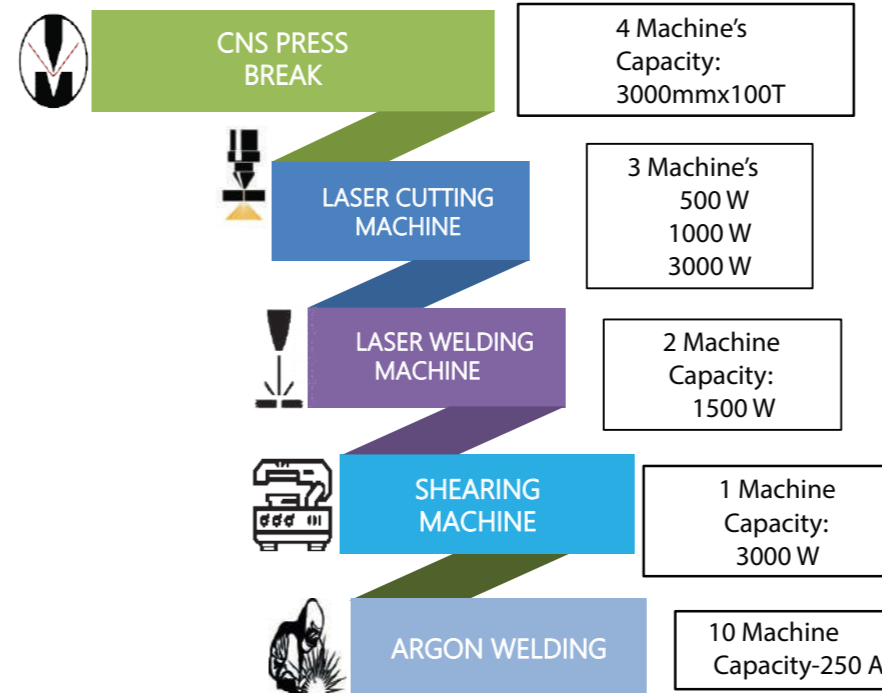 CNS PRESS
BREAK
4 Machine's
Capacity:
3000mmx100T
LASER CUTTING
MACHINE
3 Machine's
500 W
1000 W
3000 W
LASER WELDING
MACHINE
2 Machine
Capacity:
1500 W
SHEARING
MACHINE
1 Machine
Capacity:
3000 W
ARGON WELDING
10 Machine
Capacity-250 A